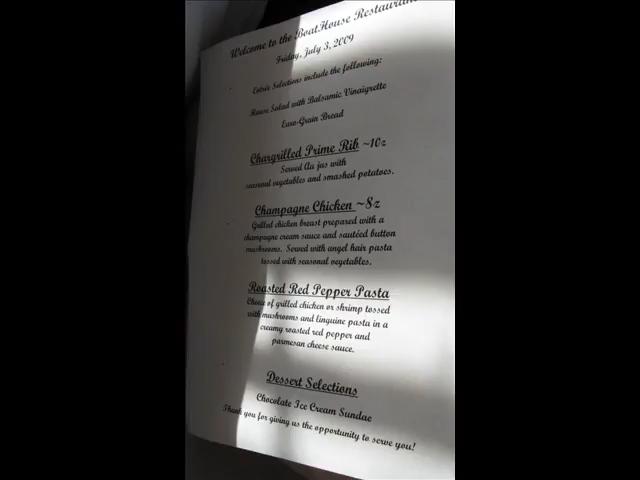 Welcome to the BoatHouse Restaurant
Friday, July 3, 2009
Entrée Selections include the following:
House Salad with Balsamic Vinaigrette
Euro-Grain Bread
Chargrilled Prime Rib ~10z
Served Au jus with
seasonal vegetables and smashed potatoes.
Champagne Chicken ~8z
Grilled chicken breast prepared with a
champagne cream sauce and sautéed button
mushrooms. Served with angel hair pasta
tossed with seasonal vegetables.
Roasted Red Pepper Pasta
Choice of grilled chicken or shrimp tossed
with mushrooms and linguine pasta in a
creamy roasted red pepper and
parmesan cheese sauce.
Dessert Selections
Chocolate Ice Cream Sundae
Thank you for giving us the opportunity to serve you!